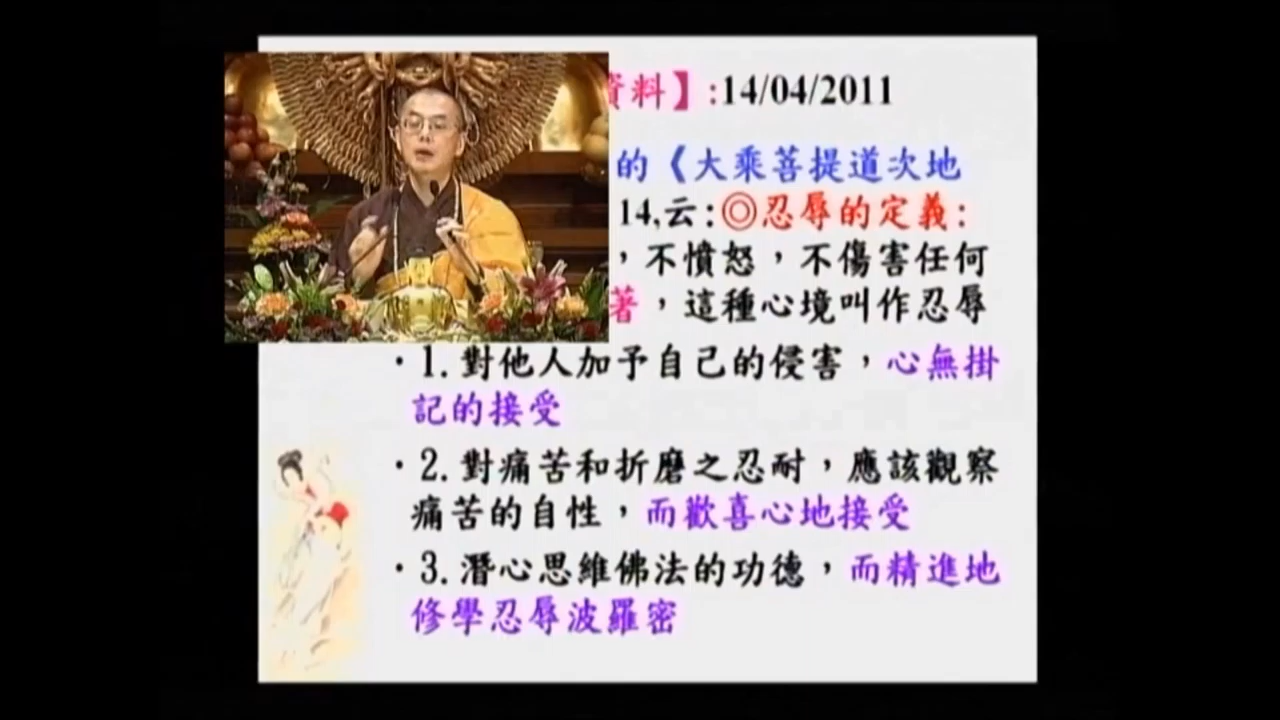 資料】:14/04/2011
的《大乘菩提道次地
14,云:◎忍辱的定義:
，不憤怒，不傷害任何
著，這種心境叫作忍辱
·1.對他人加予自己的侵害，心無掛
記的接受
·2.對痛苦和折磨之忍耐，應該觀察
痛苦的自性，而歡喜心地接受
·3.潛心思維佛法的功德，而精進地
修學忍辱波羅密